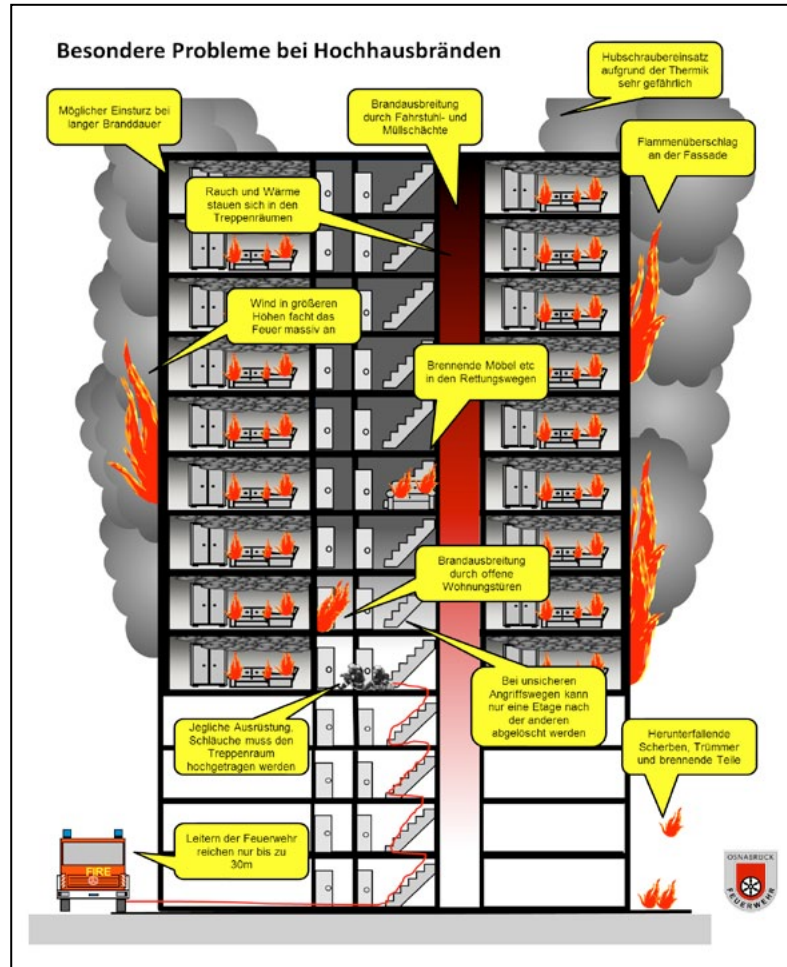 Besondere Probleme bei Hochhausbränden
Hubschraubereinsatz
aufgrund der Thermik
sehr gefährlich
Möglicher Einsturz bei
langer Branddauer
Brandausbreitung
durch Fahrstuhl- und
Müllschächte
Flammenüberschlag
an der Fassade
Rauch und Wärme
stauen sich in den
Treppenräumen
Wind in größeren
Höhen facht das
Feuer massiv an
Brennende Möbel etc
in den Rettungswegen
Brandausbreitung
durch offene
Wohnungstüren
Bei unsicheren
Angriffswegen kann
nur eine Etage nach
der anderen
abgelöscht werden
Jegliche Ausrüstung,
Schläuche muss den
Treppenraum
hochgetragen werden
Herunterfallende
Scherben, Trümmer
und brennende Teile
Leitern der Feuerwehr
reichen nur bis zu
30m
FIRE
OSNABRÜCK
FEUERWEHR